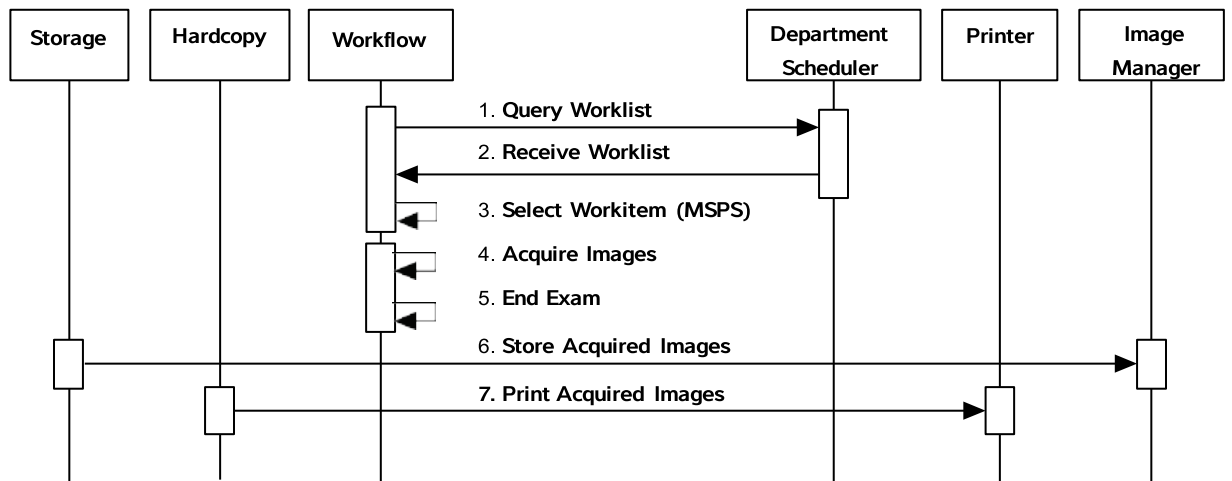 Storage
Hardcopy
Workflow
Department
Scheduler
Printer
Image
Manager
1. Query Worklist
2. Receive Worklist
3. Select Workitem (MSPS)
4. Acquire Images
5. End Exam
6. Store Acquired Images
7. Print Acquired Images